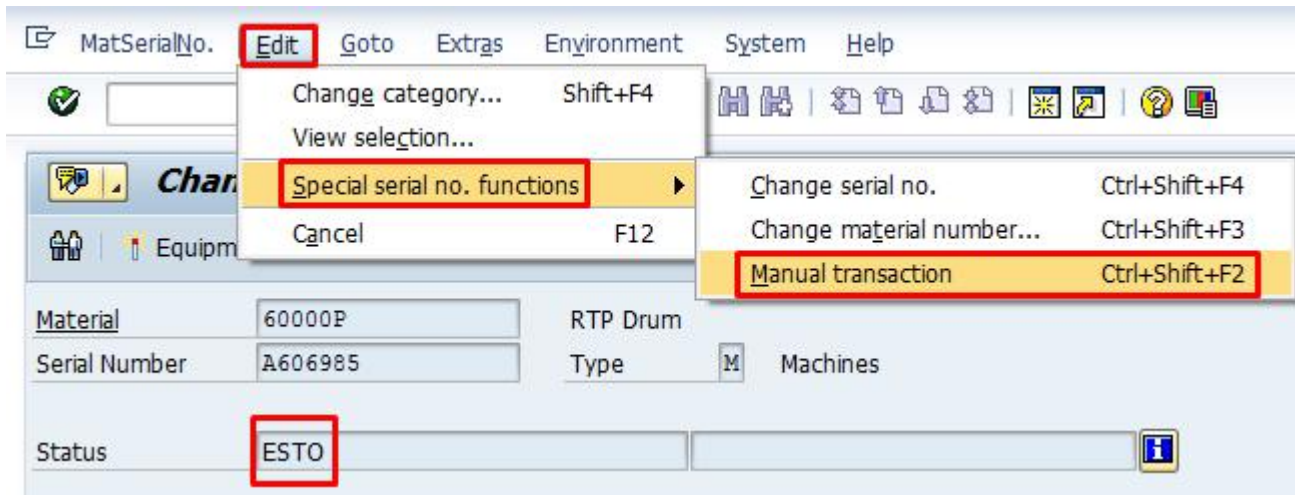 MatSerialNo. Edit Goto Extras Environment System Help
Change category... Shift+F4
View selection...
Chan
Special serial no. functions
Change serial no. Ctrl+Shift+F4
Cancel F12
Change material number... Ctrl+Shift+F3
Equipm
Manual transaction Ctrl+Shift+F2
Material 60000P RTP Drum
Serial Number A606985 Type M Machines
Status ESTO